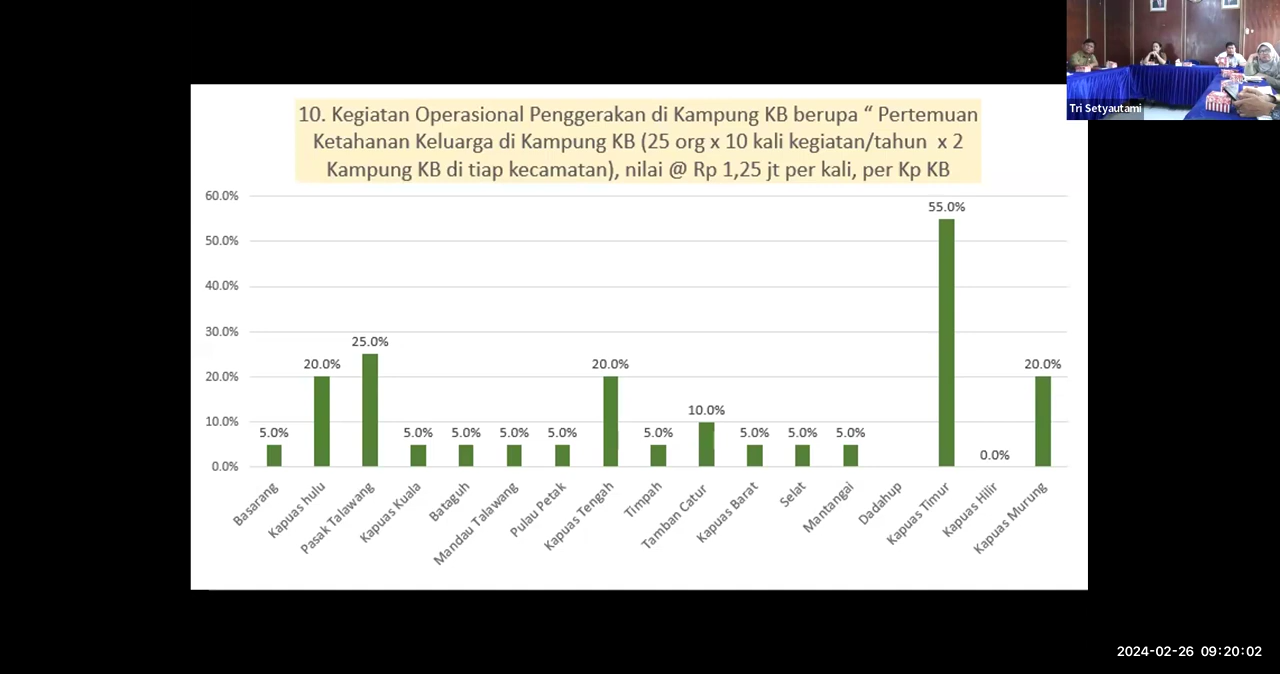 Tri Setyautami
10. Kegiatan Operasional Penggerakan di Kampung KB berupa “ Pertemuan
Ketahanan Keluarga di Kampung KB (25 org x 10 kali kegiatan/tahun x 2
Kampung KB di tiap kecamatan), nilai @ Rp 1,25 jt per kali, per Kp KB
60.0%
50.0%
40.0%
30.0%
20.0%
10.0%
0.0%
5.0%
20.0%
25.0%
5.0%
5.0%
5.0%
5.0%
20.0%
5.0%
10.0%
5.0%
5.0%
5.0%
55.0%
0.0%
20.0%
Basarang
Kapuas hulu
Pasak Talawang
Kapuas Kuala
Bataguh
Mandau Talawang
Pulau Petak
Kapuas Tengah
Timpah
Tamban Catur
Kapuas Barat
Selat
Mantangai
Dadahup
Kapuas Timur
Kapuas Hilir
Kapuas Murung
2024-02-26 09:20:02